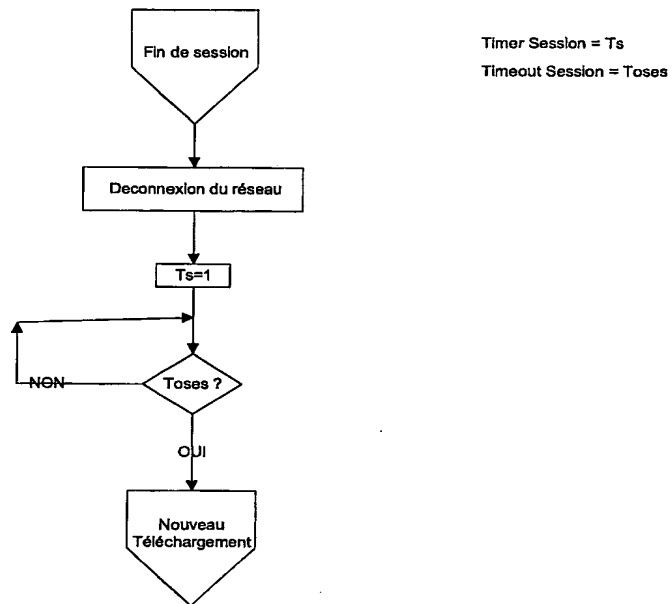 Fin de session
Timer Session = Ts
Timeout Session = Toses
Deconnexion du réseau
Ts=1
Toses ?
NON
OUI
Nouveau
Téléchargement